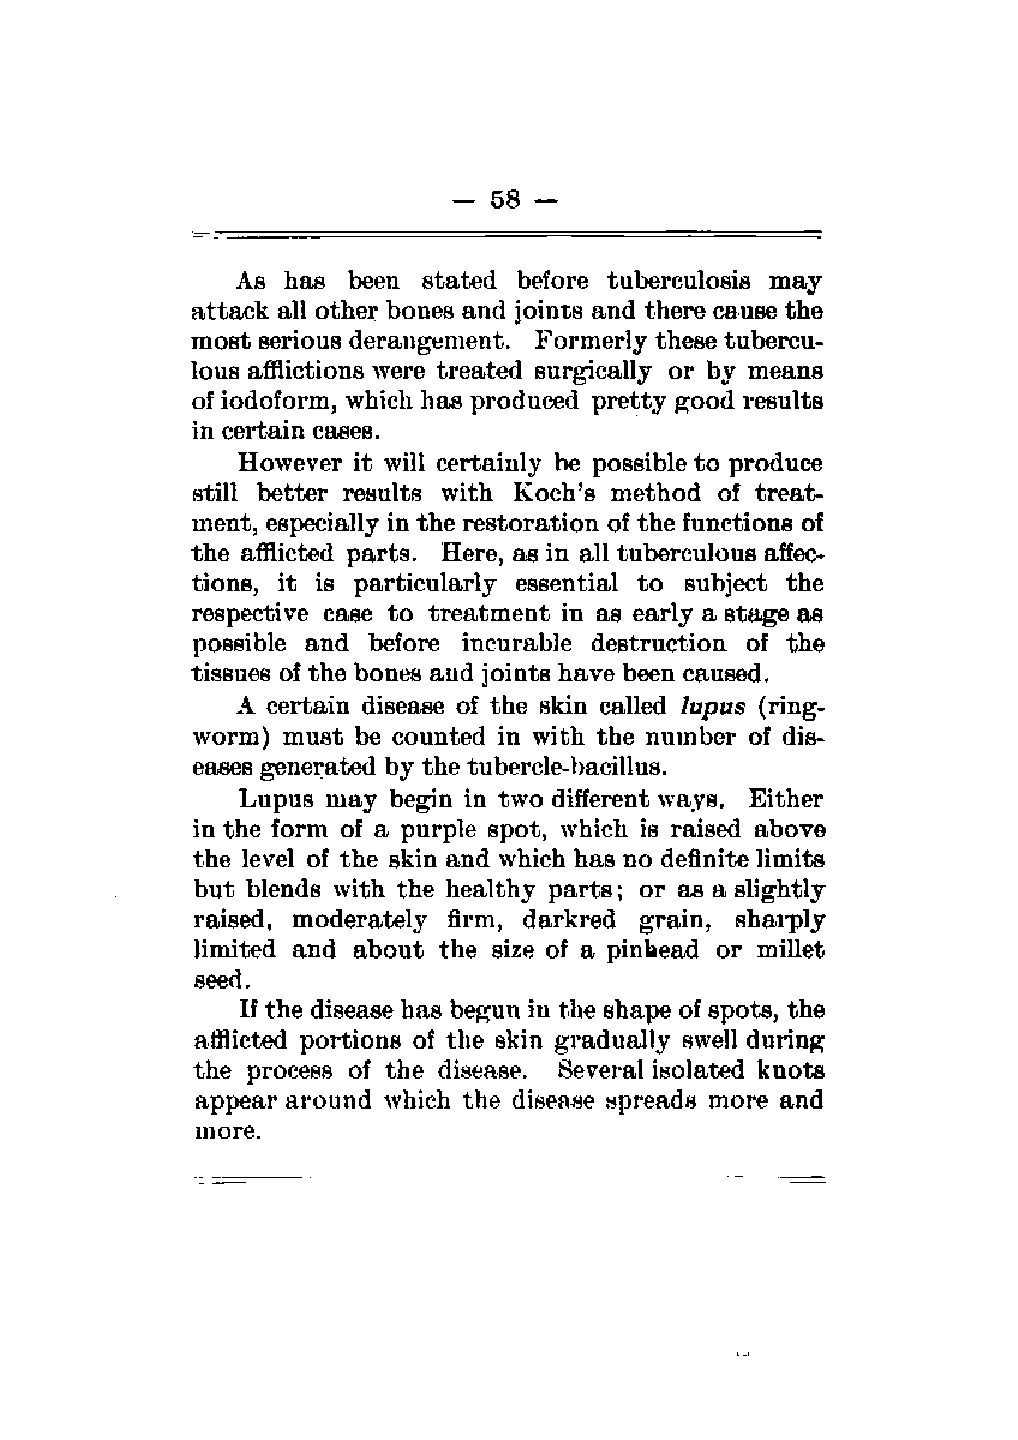 — 58 —
As has been stated before tuberculosis may
attack all other bones and joints and there cause the
most serious derangement. Formerly these tubercu-
lous afflictions were treated surgically or by means
of iodoform, which has produced pretty good results
in certain cases.
However it will certainly be possible to produce
still better results with Koch's method of treat-
ment, especially in the restoration of the functions of
the afflicted parts. Here, as in all tuberculous affec-
tions, it is particularly essential to subject the
respective case to treatment in as early a stage as
possible and before incurable destruction of the
tissues of the bones and joints have been caused.
A certain disease of the skin called lupus (ring-
worm) must be counted in with the number of dis-
eases generated by the tubercle-bacillus.
Lupus may begin in two different ways. Either
in the form of a purple spot, which is raised above
the level of the skin and which has no definite limits
but blends with the healthy parts; or as a slightly
raised, moderately firm, darkred grain, sharply
limited and about the size of a pinhead or millet
seed.
If the disease has begun in the shape of spots, the
afflicted portions of the skin gradually swell during
the process of the disease. Several isolated knots
appear around which the disease spreads more and
more.